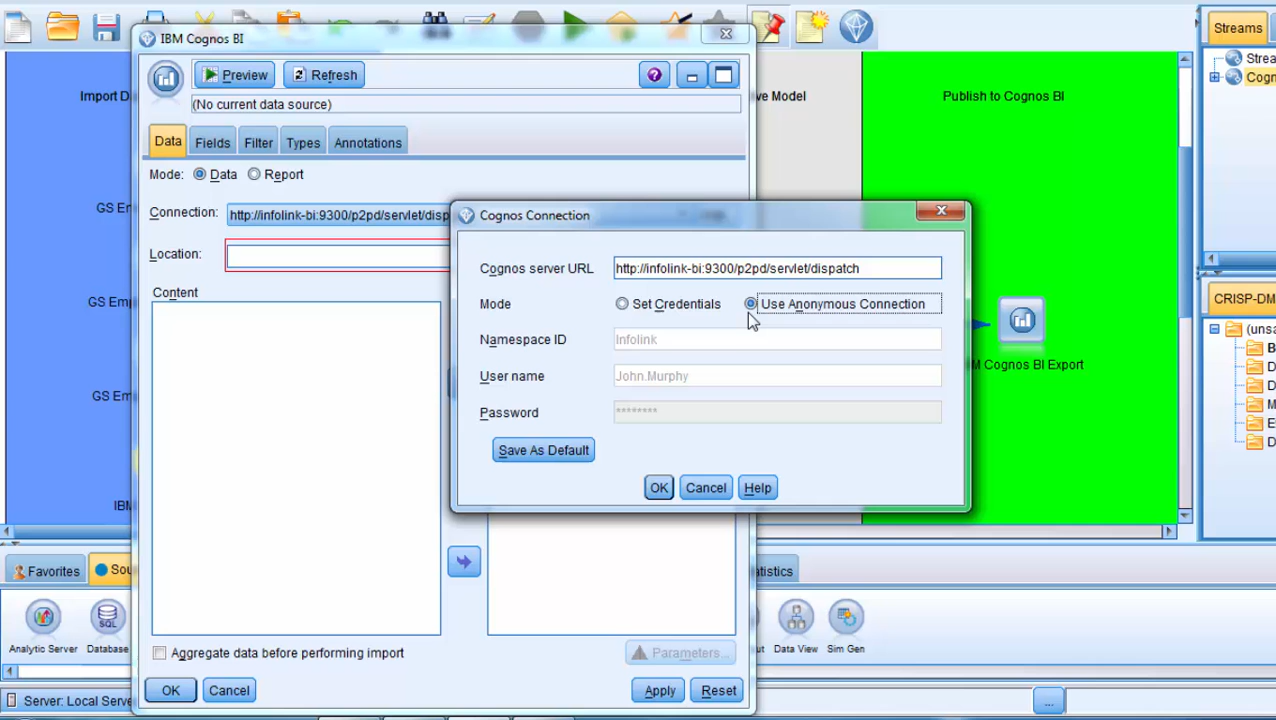 IBM Cognos BI
Streams
Preview
Refresh
(No current data source)
Import Da
ve Model
Publish to Cognos BI
Data
Fields
Filter
Types
Annotations
Mode:
Data
Report
Connection:
http://infolink-bi:9300/p2pd/servlet/disp
Location:
Content
Cognos Connection
Cognos server URL
http://infolink-bi:9300/p2pd/servlet/dispatch
Mode
Set Credentials
Use Anonymous Connection
Namespace ID
Infolink
User name
John.Murphy
Password
********
Save As Default
OK
Cancel
Help
Strea
Cogn
GS Em
GS Emp
GS Em
IBM
CRISP-DM
(unsa
B
D
D
M
E
D
M Cognos BI Export
Favorites
Sou
atistics
Analytic Server
Database
SQL
ut
Data View
Sim Gen
Aggregate data before performing import
Parameters...
OK
Cancel
Apply
Reset
Server: Local Serve
...